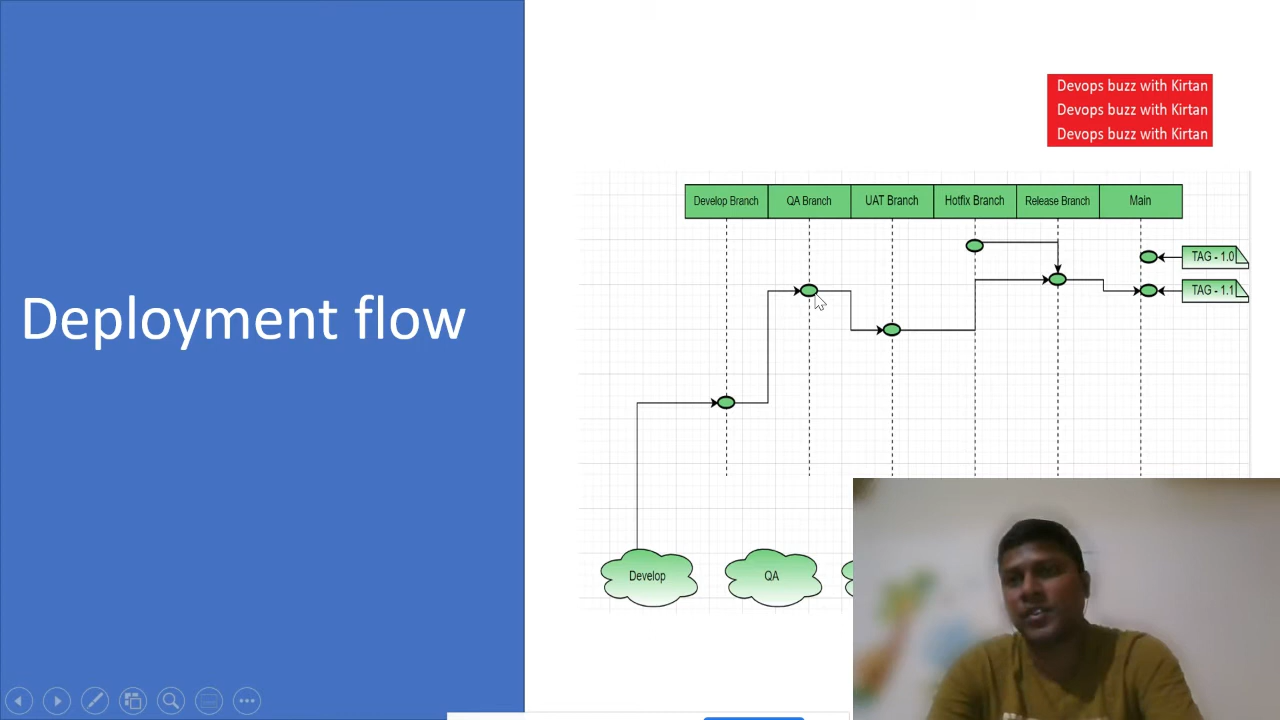 Devops buzz with Kirtan
Devops buzz with Kirtan
Devops buzz with Kirtan
Deployment flow
Develop Branch
QA Branch
UAT Branch
Hotfix Branch
Release Branch
Main
TAG - 1.0
TAG - 1.1
Develop
QA